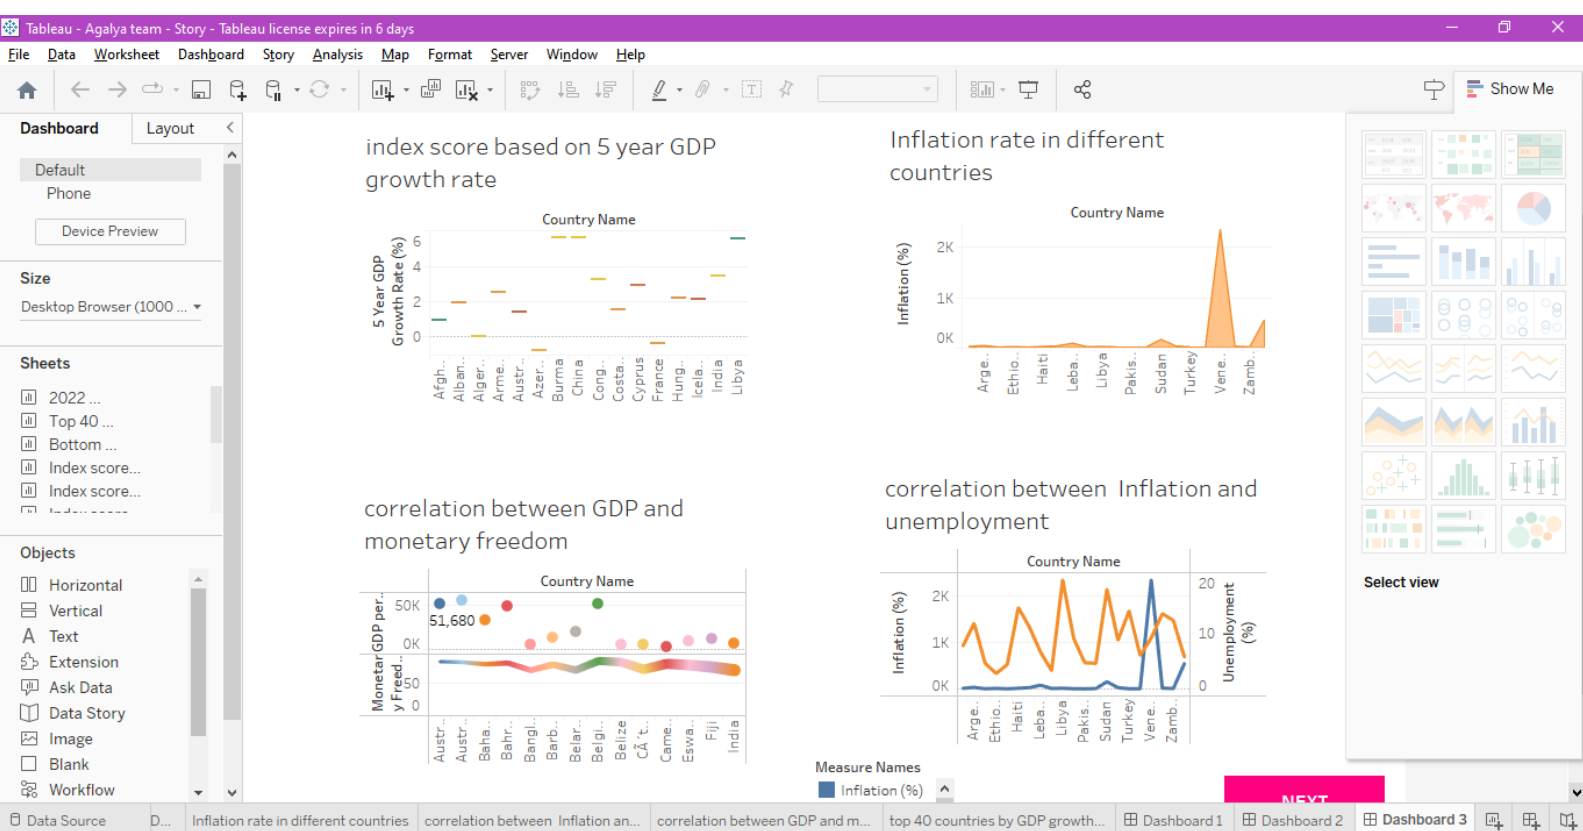 Tableau - Agalya team - Story - Tableau license expires in 6 days
File Data Worksheet Dashboard Story Analysis Map Format Server Window Help
Show Me
Dashboard Layout
Default
Phone
Device Preview
Size
Desktop Browser (1000 ...
Sheets
2022 ...
Top 40 ...
Bottom ...
Index score...
Index score...
Objects
Horizontal
Vertical
Text
Extension
Ask Data
Data Story
Image
Blank
Workflow
index score based on 5 year GDP
growth rate
Country Name
5 Year GDP
Growth Rate (%)
6
4
2
0
Afgh..
Alban..
Alger..
Arme..
Austr..
Azer..
Burma
China
Cong..
Costa..
Cyprus
France
Hung..
Icela..
India
Libya
Inflation rate in different
countries
Country Name
Inflation (%)
2K
1K
0K
Arge..
Ethio..
Haiti
Leba..
Libya
Pakis..
Sudan
Turkey
Vene..
Zamb..
correlation between GDP and
monetary freedom
Country Name
GDP per..
50K
51,680
0K
Monetar
y Freed..
50
0
Austr..
Austr..
Baha..
Bahr..
Bangl..
Barb..
Belar..
Belgi..
Belize
CÃ´t..
Came..
Eswa..
Fiji
India
correlation between  Inflation and
unemployment
Country Name
Inflation (%)
2K
1K
0K
20
10
0
Unemployment
(%)
Arge..
Ethio..
Haiti
Leba..
Libya
Pakis..
Sudan
Turkey
Vene..
Zamb..
Measure Names
Inflation (%)
NEXT
Select view
Data Source D... Inflation rate in different countries correlation between  Inflation an... correlation between GDP and m... top 40 countries by GDP growth... Dashboard 1 Dashboard 2 Dashboard 3